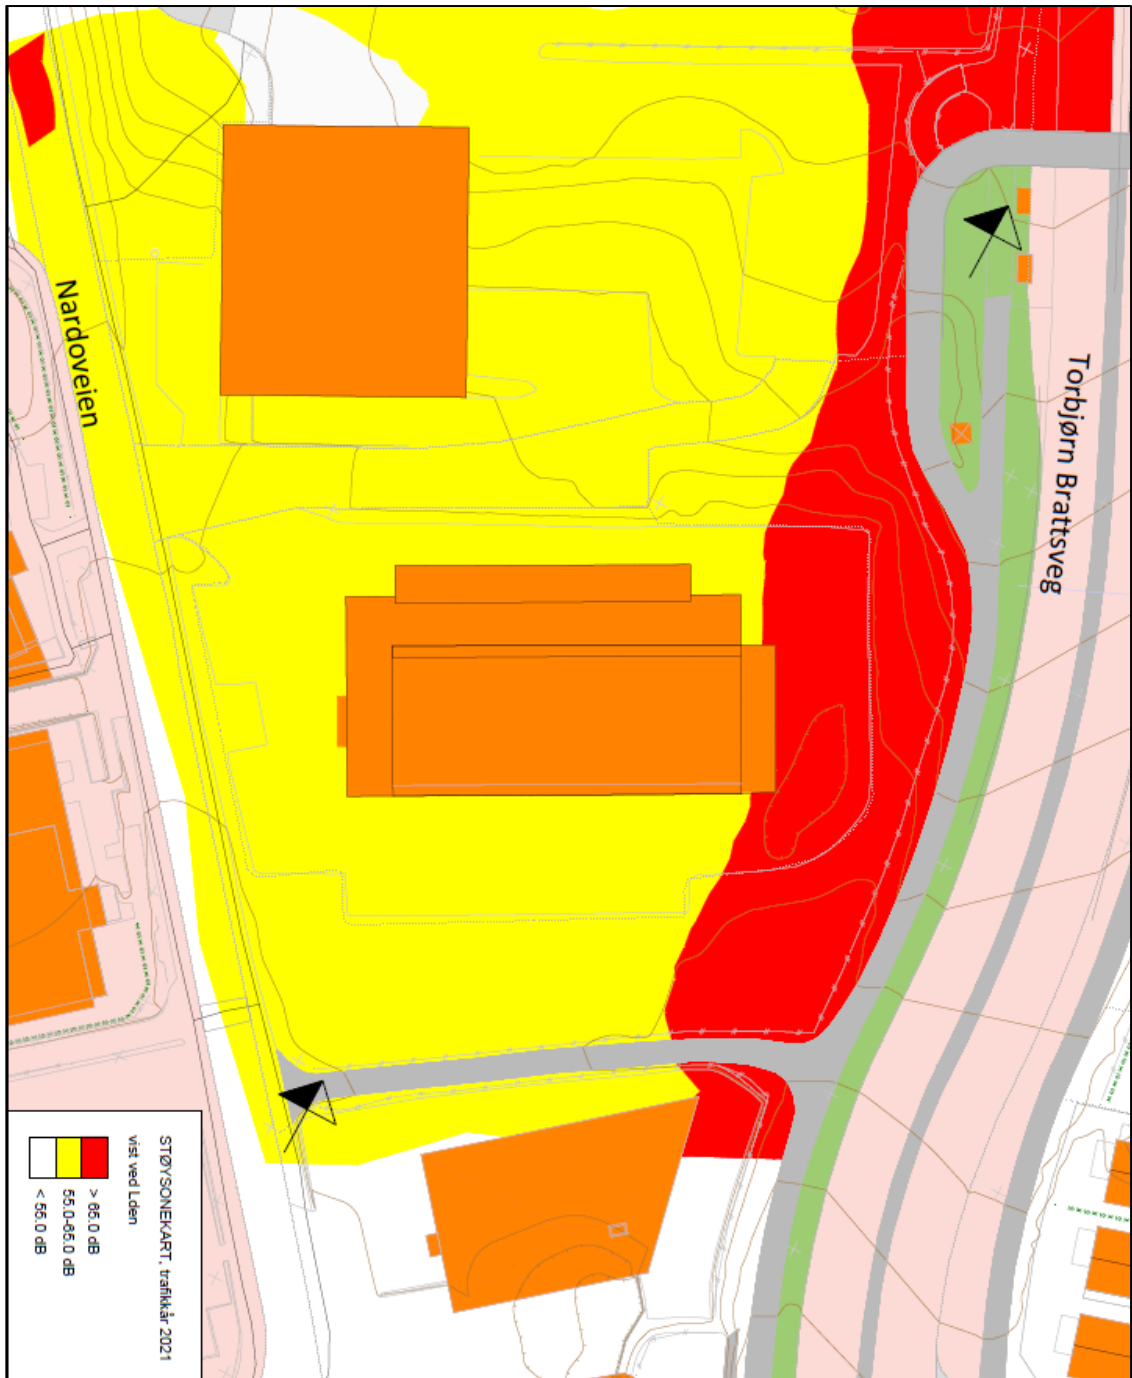 Nardoveien
Torbjørn Brattsveg
STØYSONEKART, trafikkår 2021
vist ved Lden
> 65.0 dB
55.0-65.0 dB
< 55.0 dB